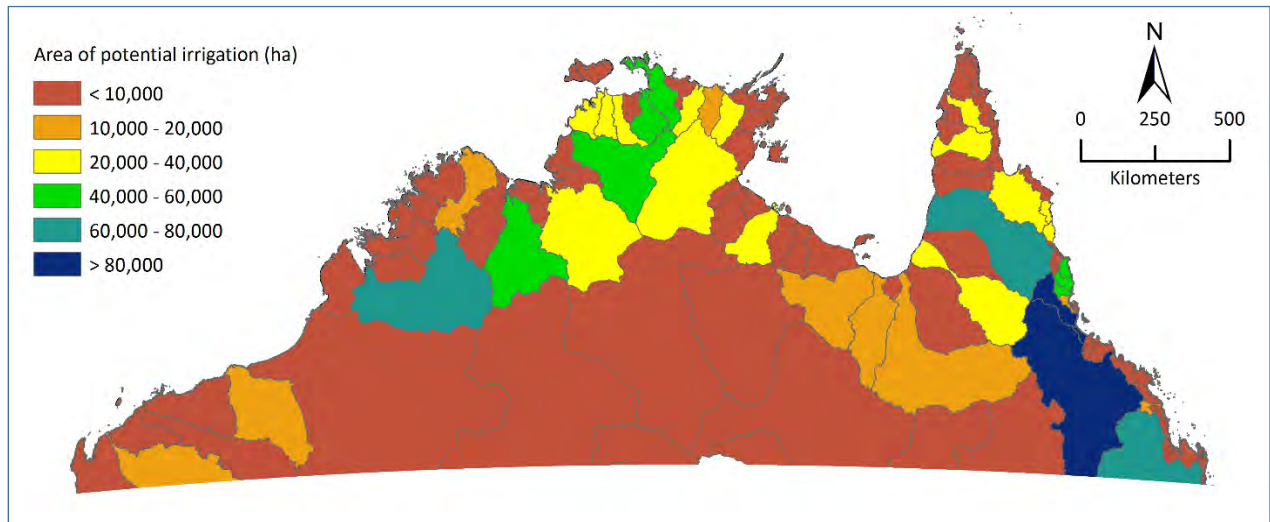 Area of potential irrigation (ha)
< 10,000
10,000 - 20,000
20,000 - 40,000
40,000 - 60,000
60,000 - 80,000
> 80,000
N
0 250 500
Kilometers